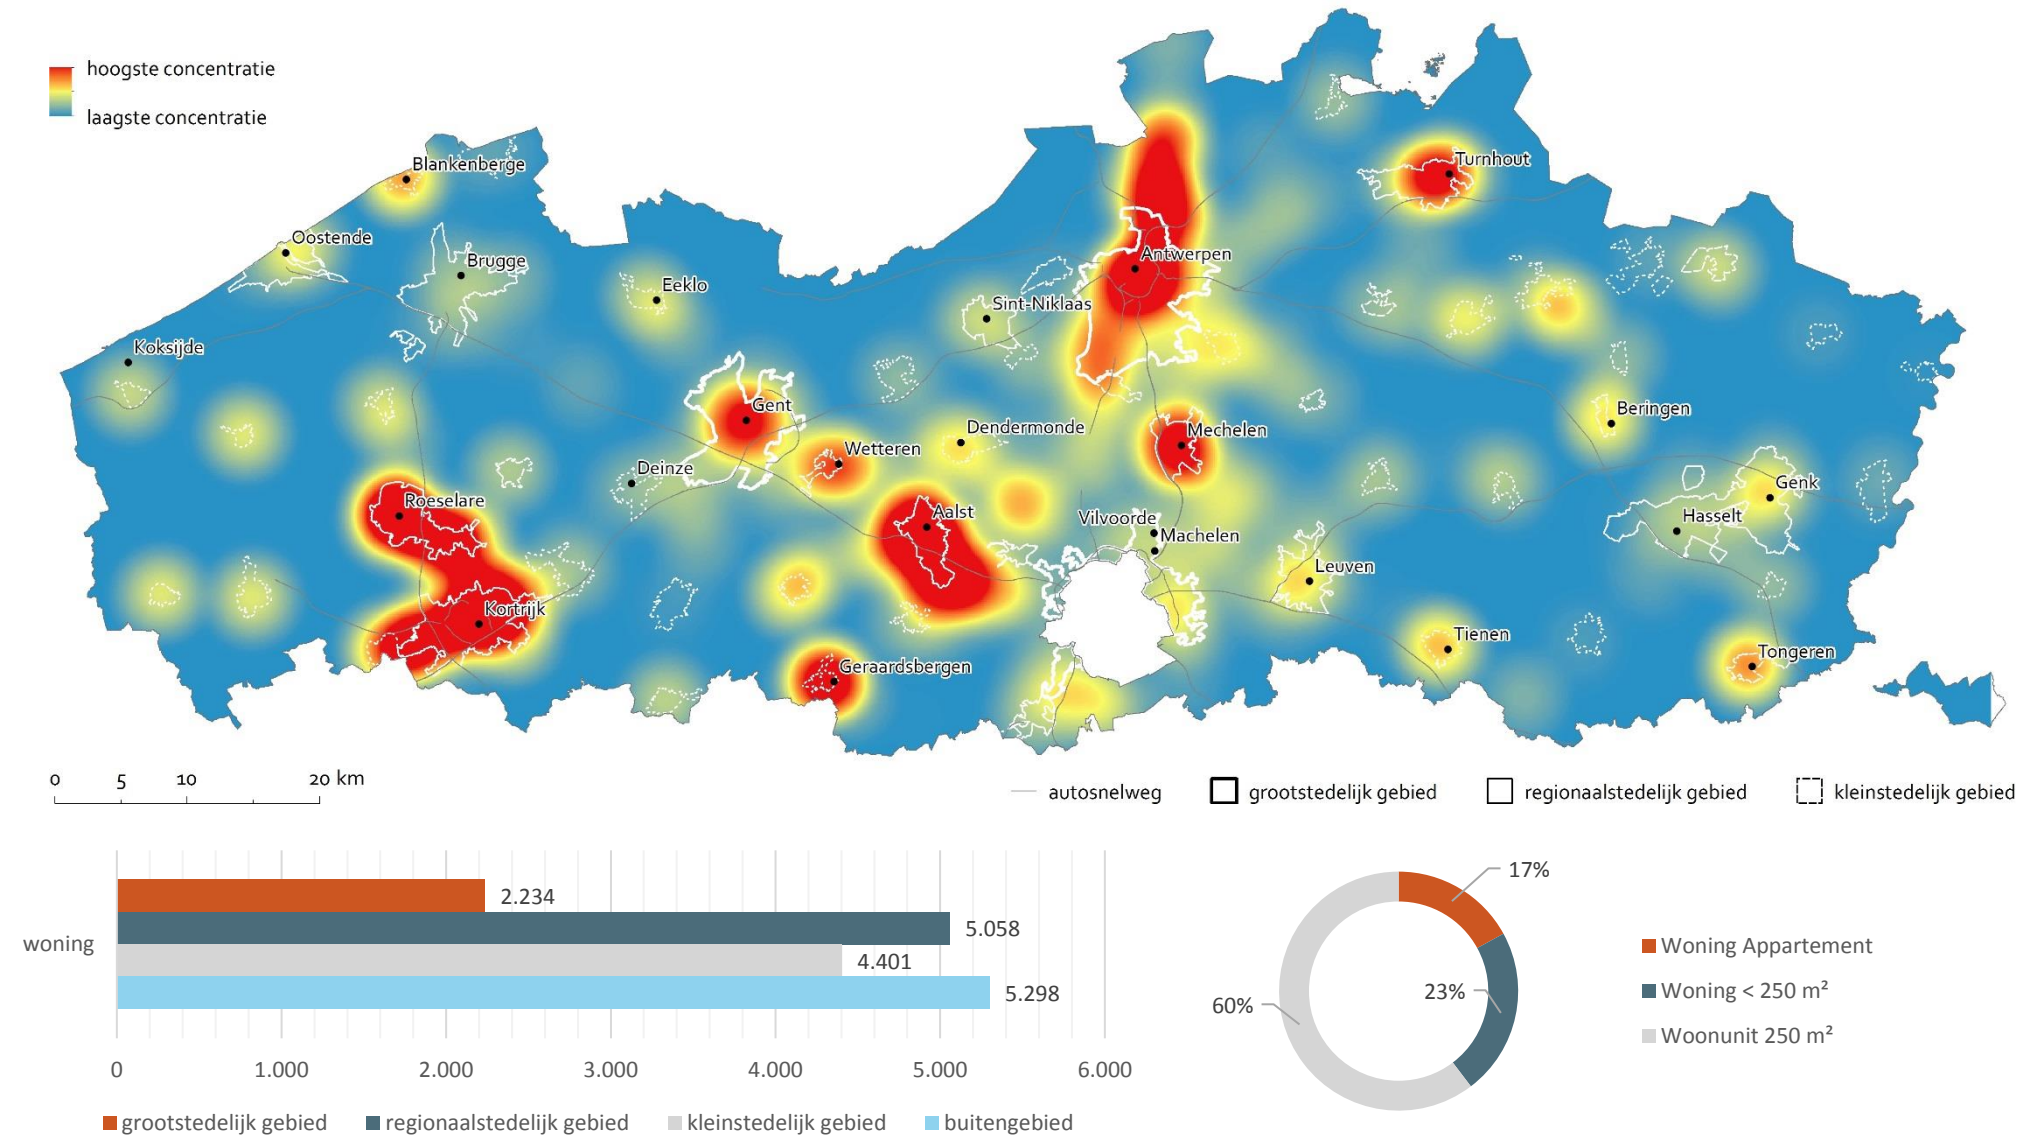 hoogste concentratie
laagste concentratie
Blankenberge
Turnhout
Oostende
Brugge
Antwerpen
Eeklo
Sint-Niklaas
Koksijde
Gent
Beringen
Dendermonde
Mechelen
Wetteren
Deinze
Genk
Roeselare
Aalst
Vilvoorde
Hasselt
Machelen
Leuven
Kortrijk
Tienen
Tongeren
Geraardsbergen
0 5 10 20 km
autosnelweg grootstedelijk gebied regionaalstedelijk gebied kleinstedelijk gebied
2.234
5.058
woning
4.401
5.298
0 1.000 2.000 3.000 4.000 5.000 6.000
grootstedelijk gebied regionaalstedelijk gebied kleinstedelijk gebied buitengebied
17%
23%
60%
Woning Appartement
Woning < 250 m²
Woonunit 250 m²